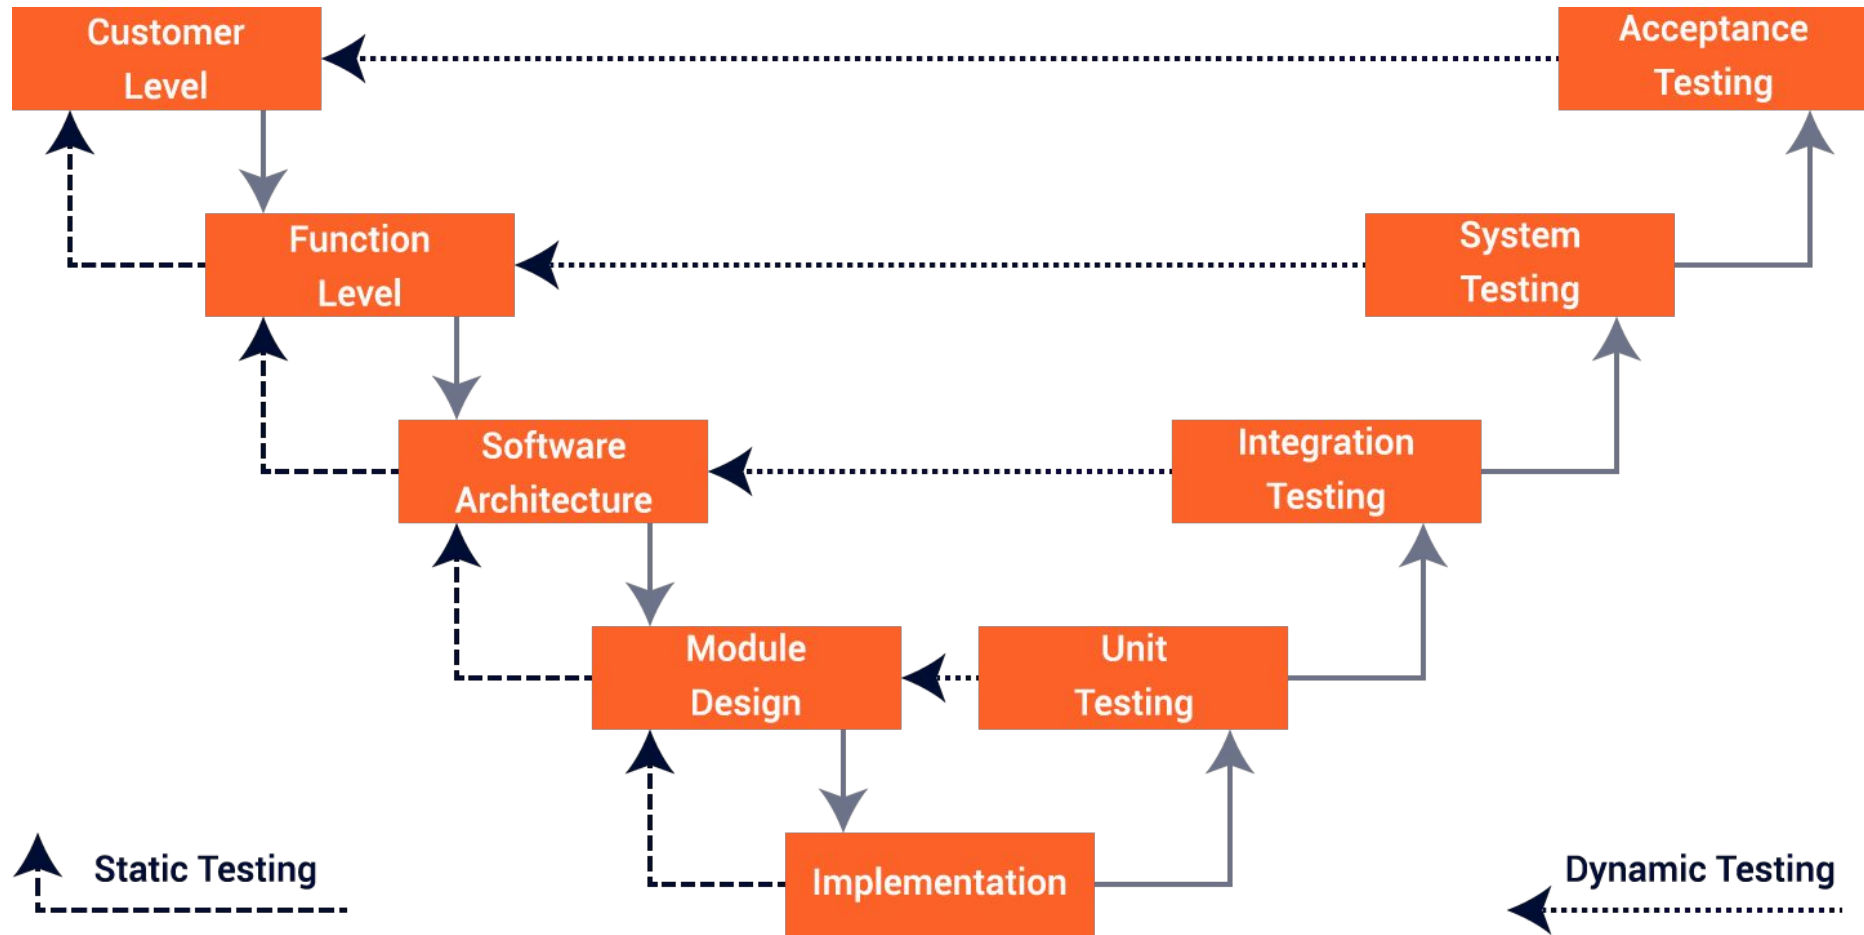 Customer
Level
Acceptance
Testing
Function
Level
System
Testing
Software
Architecture
Integration
Testing
Module
Design
Unit
Testing
Implementation
Static Testing
Dynamic Testing